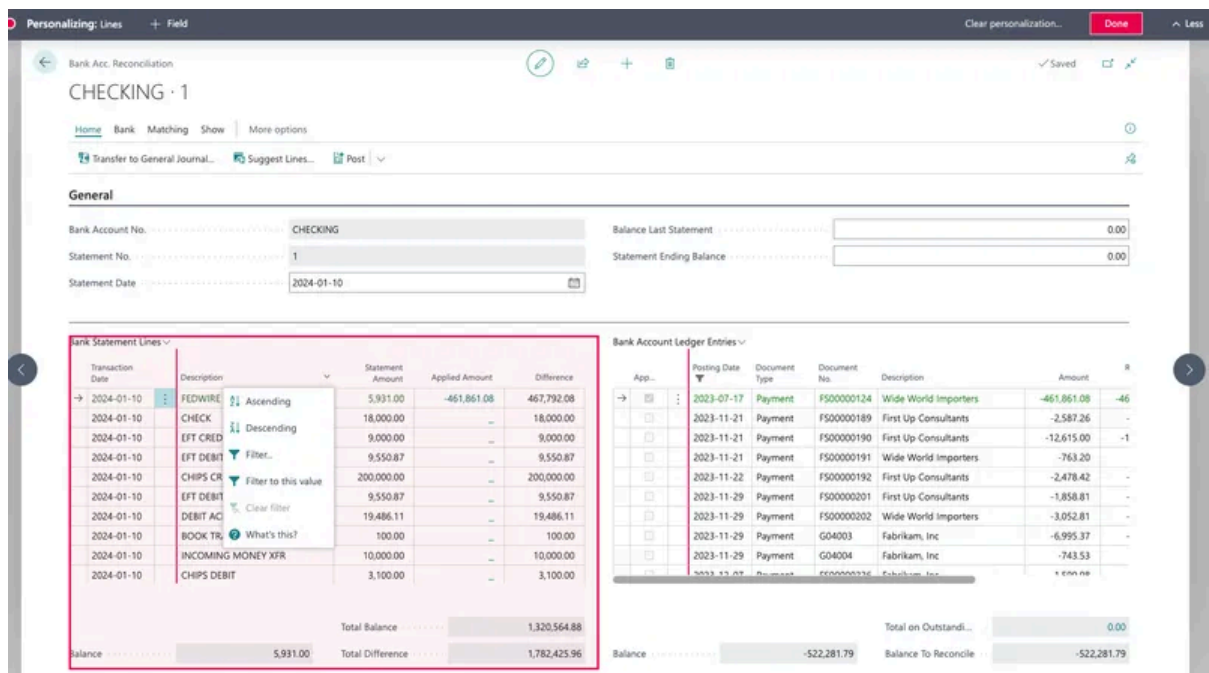 Personalizing: Lines + Field Clear personalization... Done Less
Bank Acc. Reconciliation Saved
CHECKING · 1
Home Bank Matching Show More options
Transfer to General Journal... Suggest Lines... Post
General
Bank Account No. CHECKING Balance Last Statement 0.00
Statement No. 1 Statement Ending Balance 0.00
Statement Date 2024-01-10
Bank Statement Lines
Transaction Date Description Statement Amount Applied Amount Difference
2024-01-10 FEDWIRE 5,931.00 -461,861.08 467,792.08
2024-01-10 CHECK 18,000.00 _ 18,000.00
2024-01-10 EFT CRED 9,000.00 _ 9,000.00
2024-01-10 EFT DEBIT 9,550.87 _ 9,550.87
2024-01-10 CHIPS CR 200,000.00 _ 200,000.00
2024-01-10 EFT DEBIT 9,550.87 _ 9,550.87
2024-01-10 DEBIT AC 19,486.11 _ 19,486.11
2024-01-10 BOOK TR 100.00 _ 100.00
2024-01-10 INCOMING MONEY XFR 10,000.00 _ 10,000.00
2024-01-10 CHIPS DEBIT 3,100.00 _ 3,100.00
Ascending
Descending
Filter...
Filter to this value
Clear filter
What's this?
Total Balance 1,320,564.88
Balance 5,931.00 Total Difference 1,782,425.96
Bank Account Ledger Entries
App... Posting Date Document Type Document No. Description Amount R
2023-07-17 Payment FS00000124 Wide World Importers -461,861.08 -46
2023-11-21 Payment FS00000189 First Up Consultants -2,587.26 -
2023-11-21 Payment FS00000190 First Up Consultants -12,615.00 -1
2023-11-21 Payment FS00000191 Wide World Importers -763.20
2023-11-22 Payment FS00000192 First Up Consultants -2,478.42 -
2023-11-29 Payment FS00000201 First Up Consultants -1,858.81 -
2023-11-29 Payment FS00000202 Wide World Importers -3,052.81 -
2023-11-29 Payment G04003 Fabrikam, Inc -6,995.37 -
2023-11-29 Payment G04004 Fabrikam, Inc -743.53
Total on Outstandi... 0.00
Balance -522,281.79 Balance To Reconcile -522,281.79